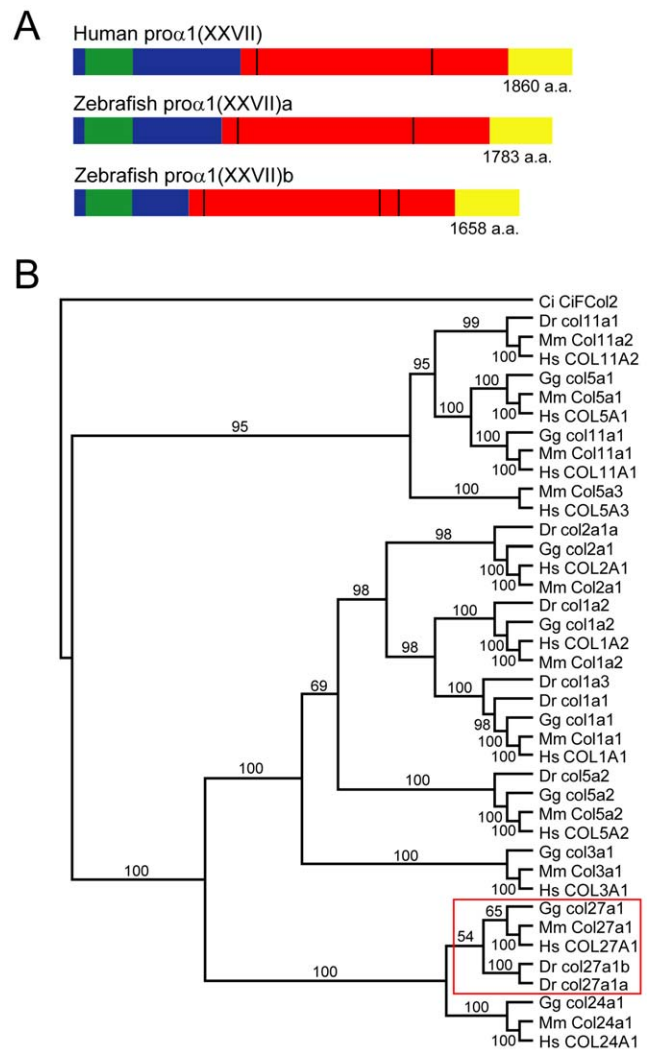 A
Human proα1(XXVII)
1860 a.a.
Zebrafish proα1(XXVII)a
1783 a.a.
Zebrafish proα1(XXVII)b
1658 a.a.
B
Ci CiFCol2
99
Dr col11a1
Mm Col11a2
100
Hs COL11A2
95
100
Gg col5a1
Mm Col5a1
100
Hs COL5A1
100
100
Gg col11a1
Mm Col11a1
100
Hs COL11A1
95
100
Mm Col5a3
Hs COL5A3
98
Dr col2a1a
Gg col2a1
100
Hs COL2A1
100
Mm Col2a1
98
100
Dr col1a2
Gg col1a2
100
Hs COL1A2
100
Mm Col1a2
98
100
Dr col1a3
Dr col1a1
98
Gg col1a1
100
Mm Col1a1
100
Hs COL1A1
69
100
Dr col5a2
Gg col5a2
100
Mm Col5a2
100
Hs COL5A2
100
100
Gg col3a1
Mm Col3a1
100
Hs COL3A1
100
65
Gg col27a1
Mm Col27a1
100
Hs COL27A1
54
100
Dr col27a1b
Dr col27a1a
100
100
Gg col24a1
Mm Col24a1
100
Hs COL24A1